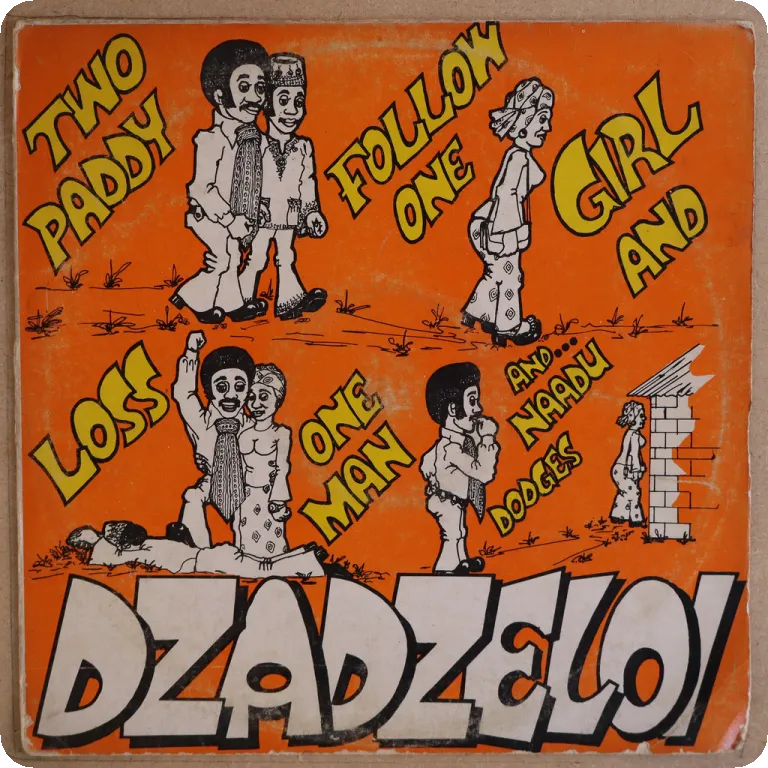 TWO
PADDY
FOLLOW
ONE
GIRL
AND
LOSS
ONE
MAN
AND...
NAADU
DODGES
DZADZELOI